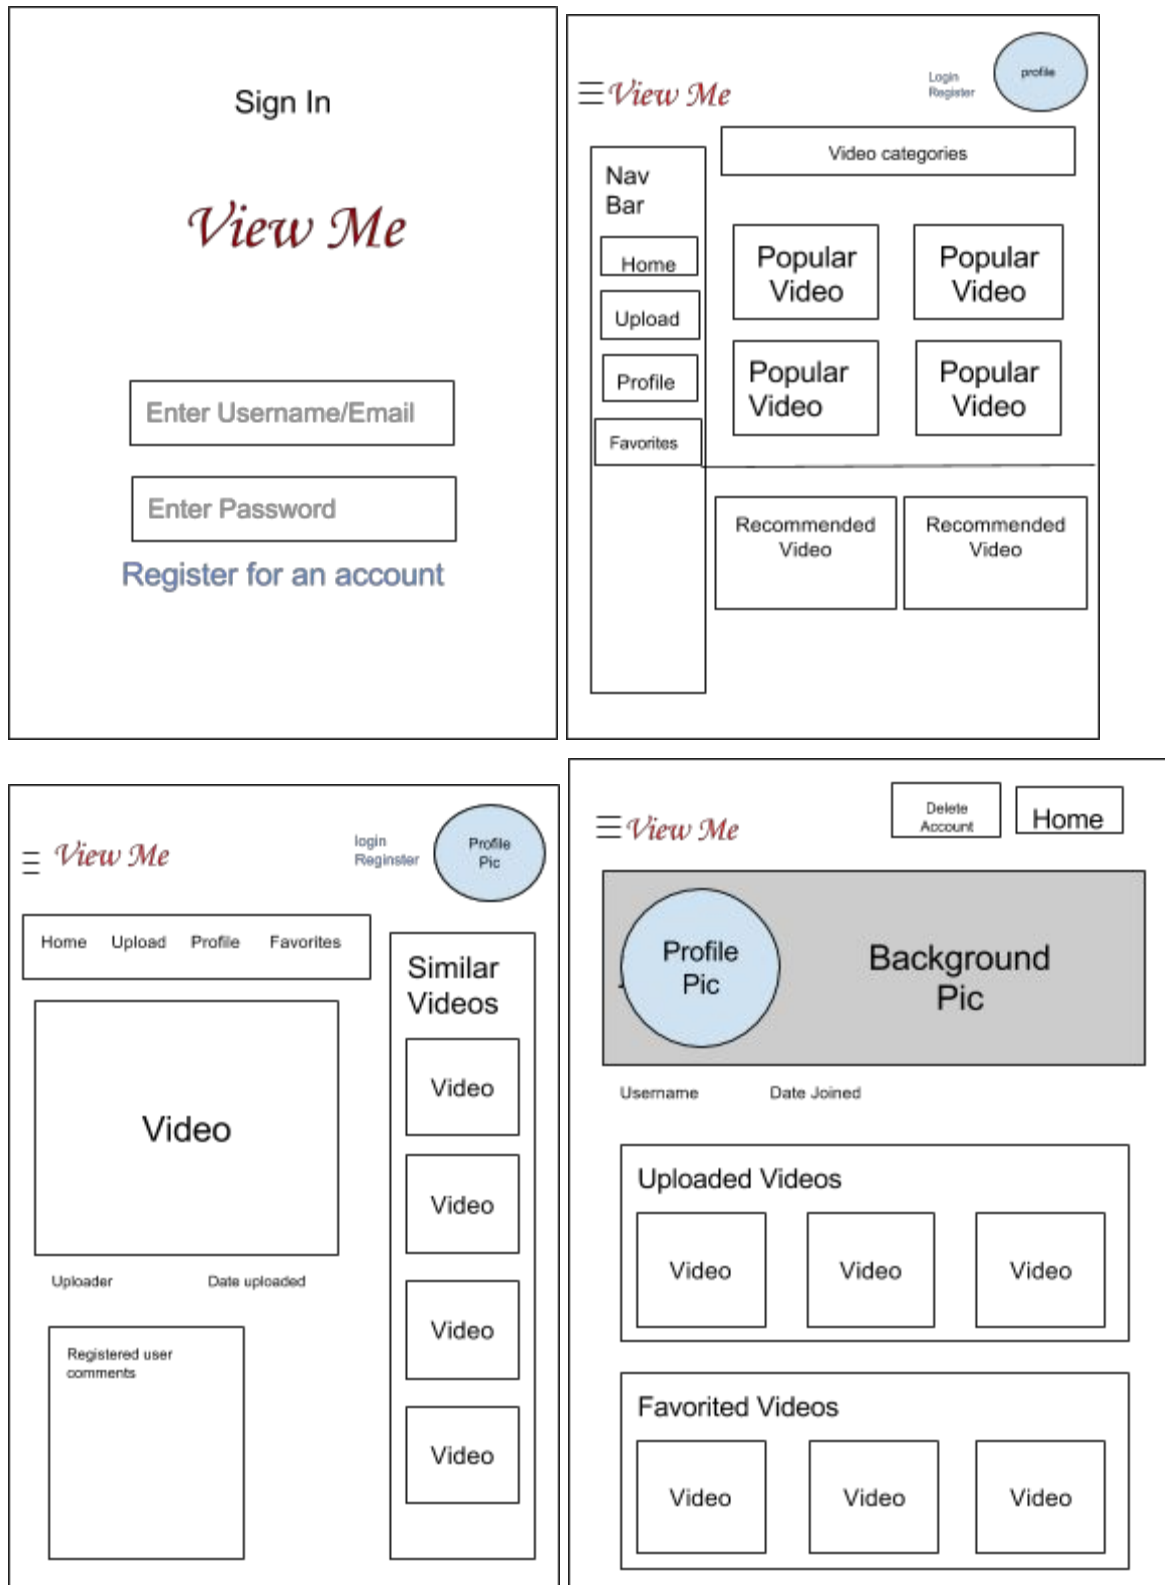 Sign In
View Me
Enter Username/Email
Enter Password
Register for an account
View Me
Login
Register
profile
Video categories
Nav
Bar
Home
Upload
Profile
Favorites
Popular
Video
Popular
Video
Popular
Video
Popular
Video
Recommended
Video
Recommended
Video
View Me
login
Reginster
Profile
Pic
Home Upload Profile Favorites
Video
Uploader Date uploaded
Registered user
comments
Similar
Videos
Video
Video
Video
Video
View Me
Delete
Account
Home
Profile
Pic
Background
Pic
Username Date Joined
Uploaded Videos
Video Video Video
Favorited Videos
Video Video Video